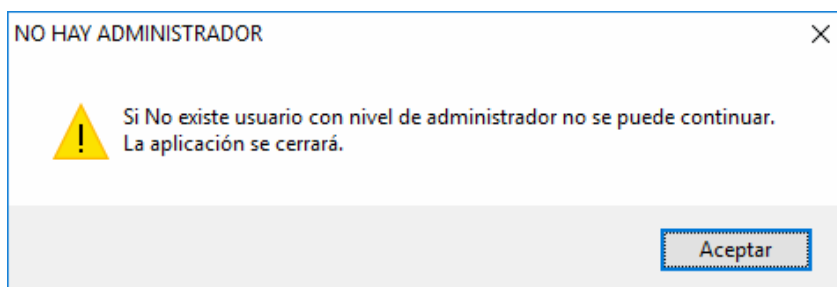 NO HAY ADMINISTRADOR
Si No existe usuario con nivel de administrador no se puede continuar.
La aplicación se cerrará.
Aceptar